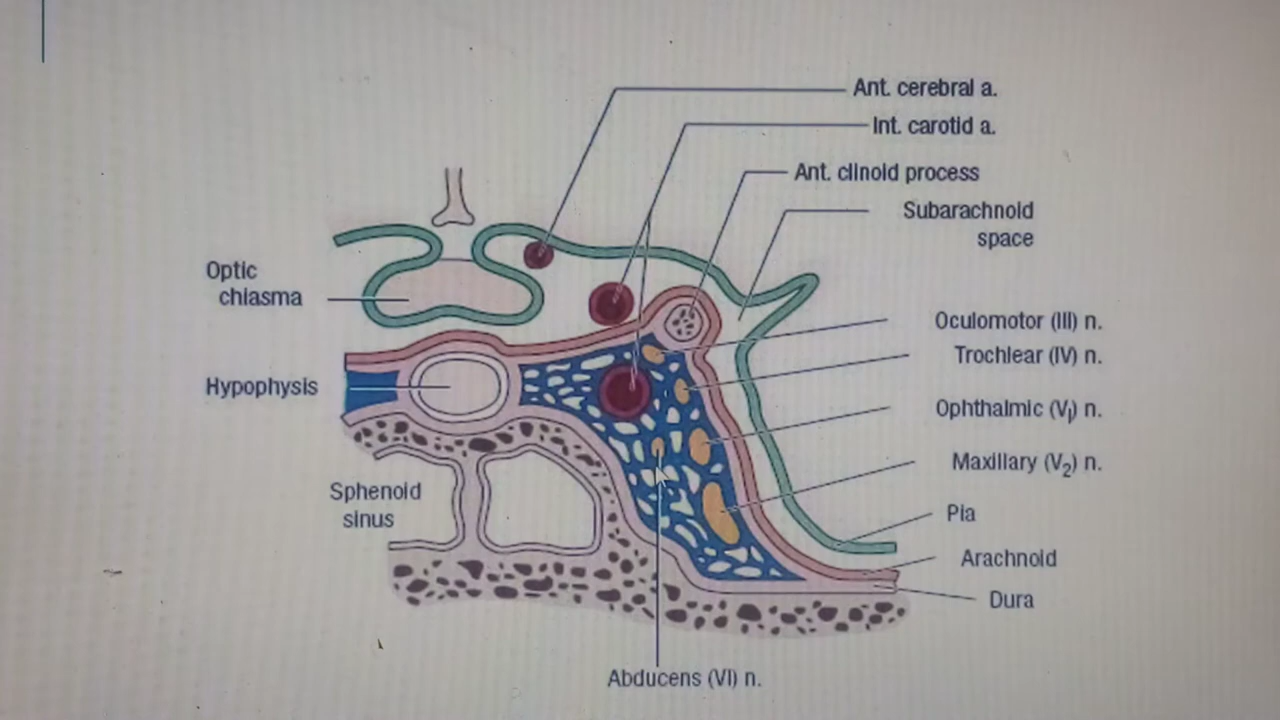 Ant. cerebral a.
Int. carotid a.
Ant. clinoid process
Subarachnoid
space
Optic
chiasma
Oculomotor (III) n.
Trochlear (IV) n.
Hypophysis
Ophthalmic (V₁) n.
Maxillary (V₂) n.
Sphenoid
sinus
Pia
Arachnoid
Dura
Abducens (VI) n.